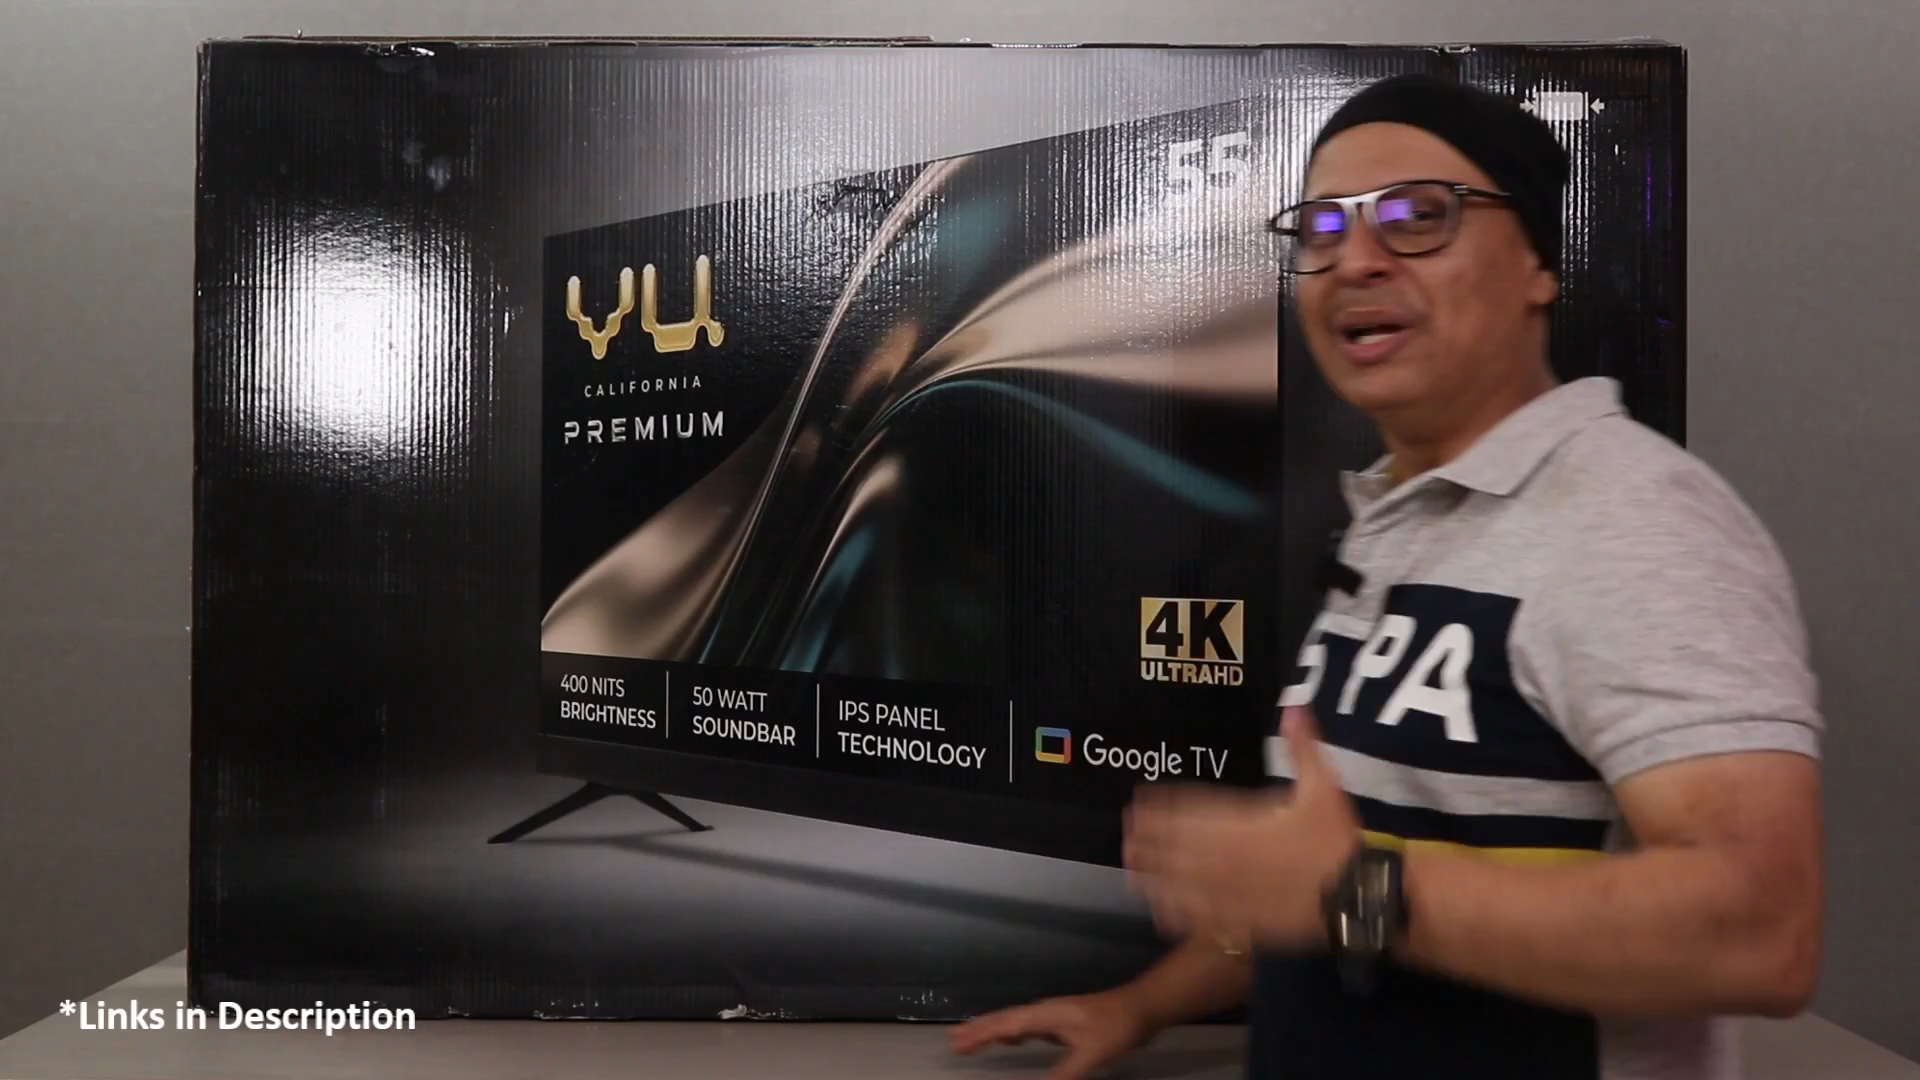 55
VU
CALIFORNIA
PREMIUM
4K
ULTRAHD
400 NITS
BRIGHTNESS
50 WATT
SOUNDBAR
IPS PANEL
TECHNOLOGY
Google TV
PA
*Links in Description